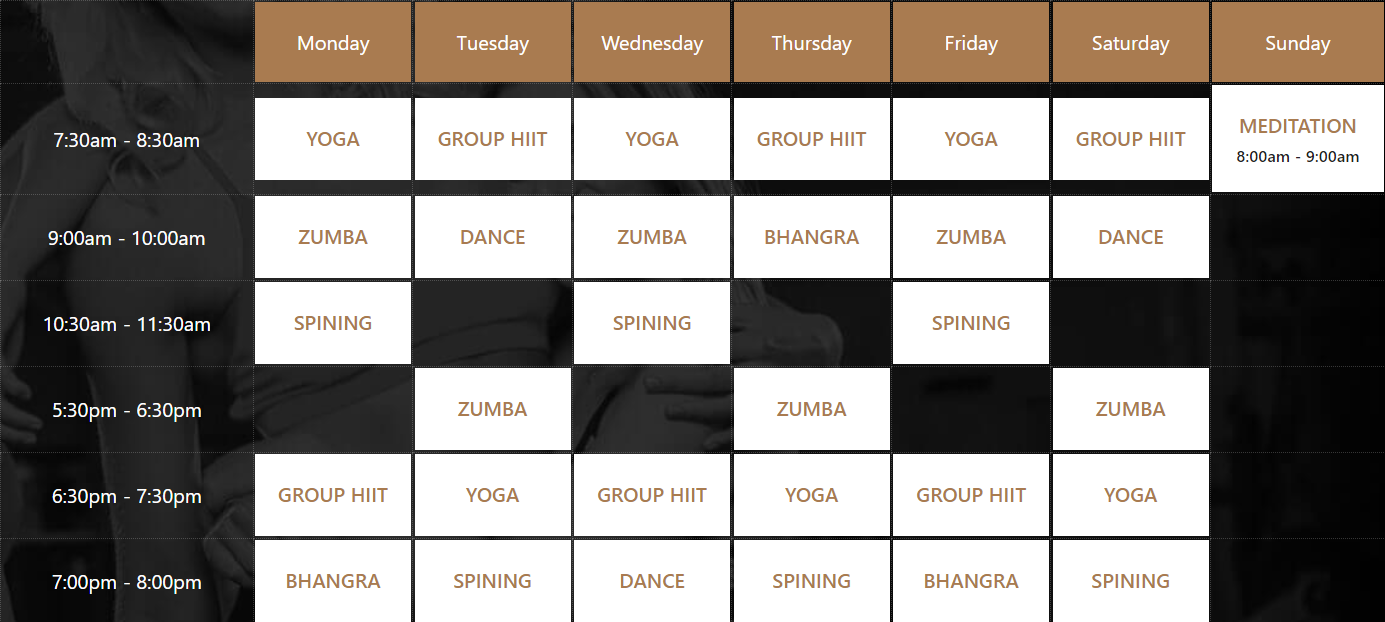 Monday Tuesday Wednesday Thursday Friday Saturday Sunday
7:30am - 8:30am YOGA GROUP HIIT YOGA GROUP HIIT YOGA GROUP HIIT MEDITATION
8:00am - 9:00am
9:00am - 10:00am ZUMBA DANCE ZUMBA BHANGRA ZUMBA DANCE
10:30am - 11:30am SPINING SPINING SPINING
5:30pm - 6:30pm ZUMBA ZUMBA ZUMBA
6:30pm - 7:30pm GROUP HIIT YOGA GROUP HIIT YOGA GROUP HIIT YOGA
7:00pm - 8:00pm BHANGRA SPINING DANCE SPINING BHANGRA SPINING